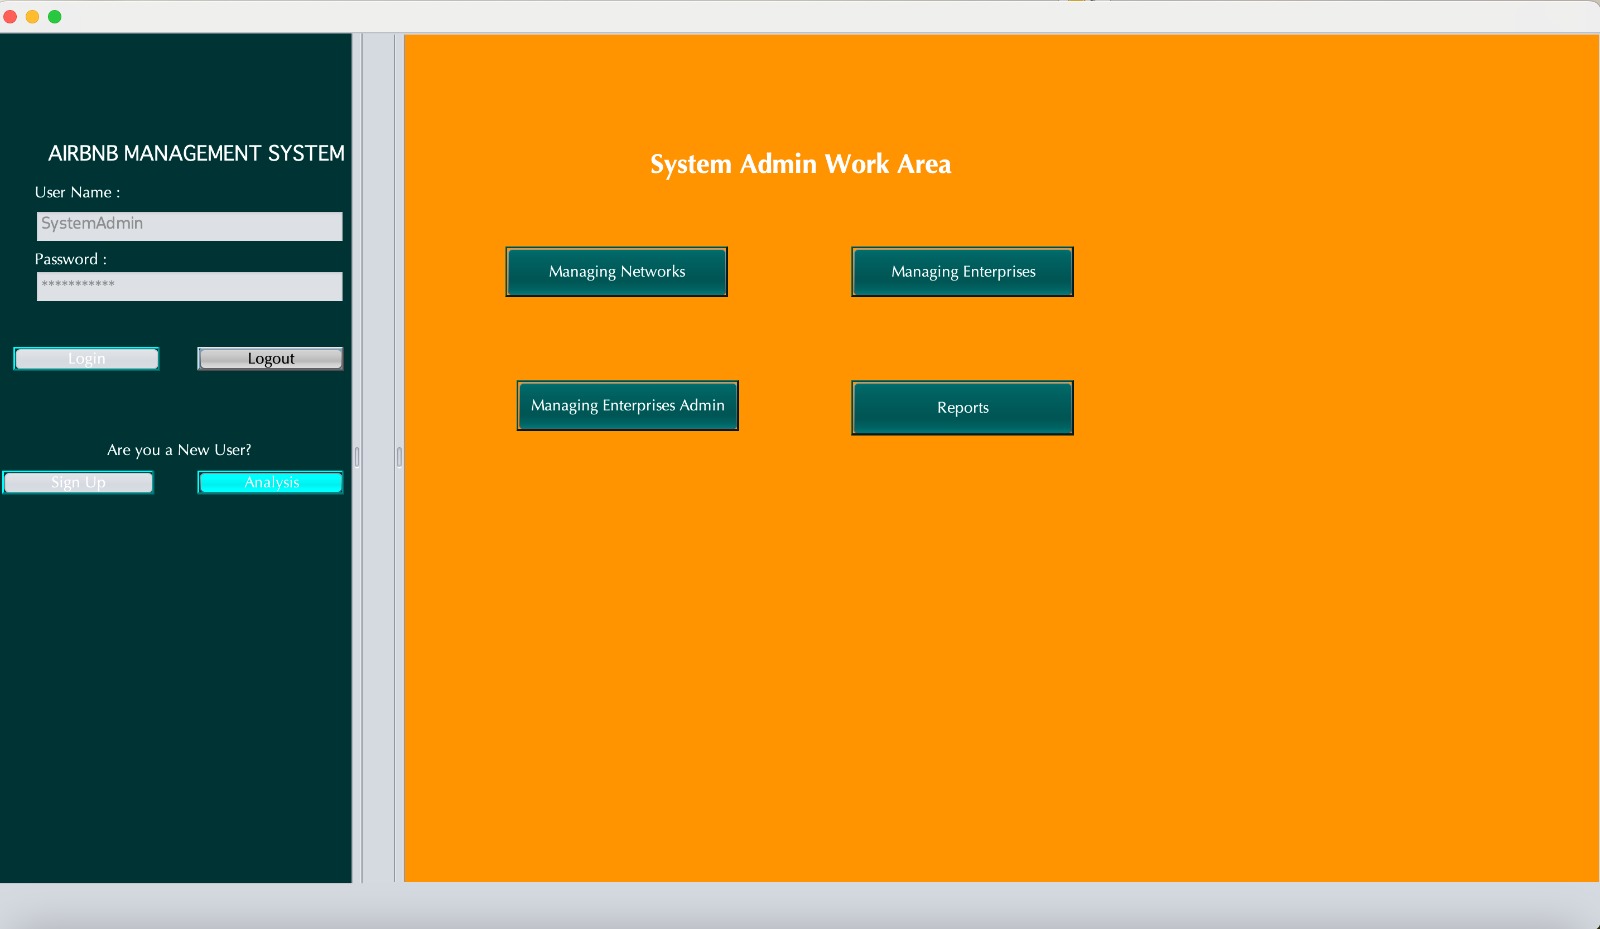 AIRBNB MANAGEMENT SYSTEM
User Name :
SystemAdmin
Password :
***********
Login
Logout
Are you a New User?
Sign Up
Analysis
System Admin Work Area
Managing Networks
Managing Enterprises
Managing Enterprises Admin
Reports